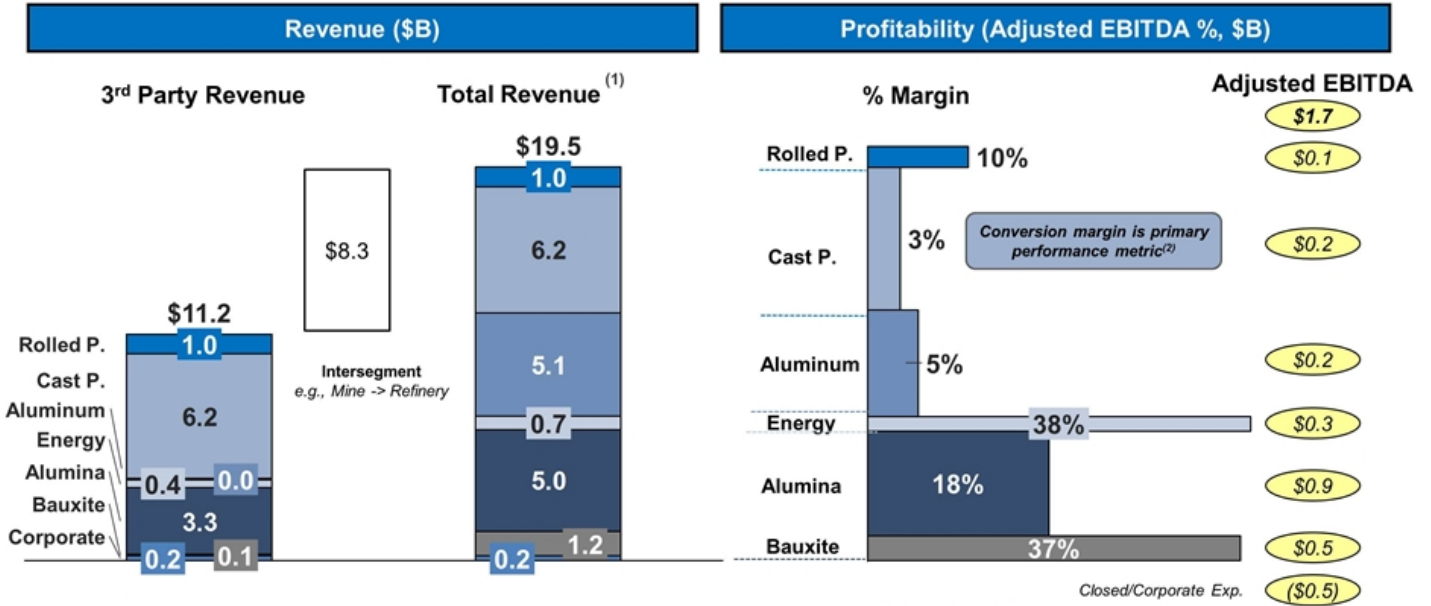 Revenue ($B)
3rd Party Revenue
Total Revenue (1)
$19.5
1.0
6.2
5.1
0.7
5.0
1.2
0.2
$8.3
Intersegment
e.g., Mine -> Refinery
$11.2
Rolled P.
1.0
Cast P.
6.2
Aluminum
Energy
0.4
0.0
Alumina
3.3
Bauxite
Corporate
0.2
0.1
Profitability (Adjusted EBITDA %, $B)
% Margin
Adjusted EBITDA
$1.7
Rolled P.
10%
$0.1
Cast P.
3%
Conversion margin is primary
performance metric(2)
$0.2
Aluminum
5%
$0.2
Energy
38%
$0.3
Alumina
18%
$0.9
Bauxite
37%
$0.5
Closed/Corporate Exp.
($0.5)